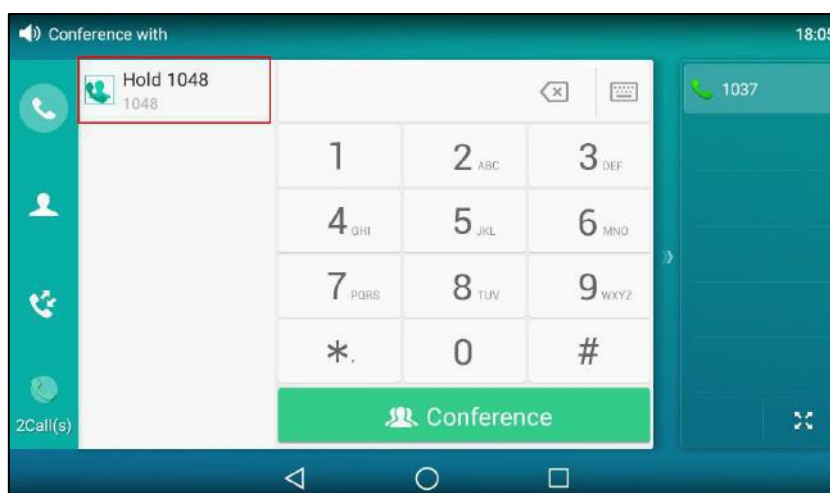 Conference with
18:05
Hold 1048
1048
1037
1
2 ABC
3 DEF
4 GHI
5 JKL
6 MNO
7 PQRS
8 TUV
9 WXYZ
*.
0
#
2Call(s)
Conference